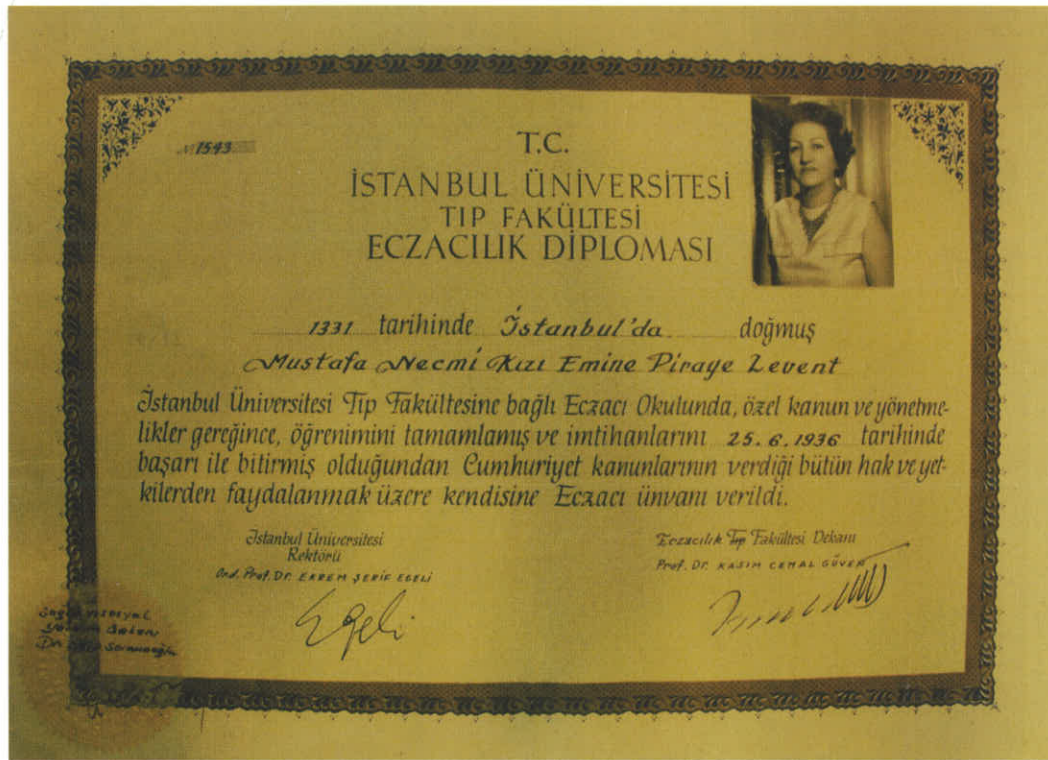 № 1543
T.C.
İSTANBUL ÜNİVERSİTESİ
TIP FAKÜLTESİ
ECZACILIK DİPLOMASI
1331 tarihinde İstanbul'da doğmuş
Mustafa Necmi Kızı Emine Piraye Levent
İstanbul Üniversitesi Tıp Fakültesine bağlı Eczacı Okulunda, özel kanun ve yönetme-
likler gereğince, öğrenimini tamamlamış ve imtihanlarını 25.6.1936 tarihinde
başarı ile bitirmiş olduğundan Cumhuriyet kanunlarının verdiği bütün hak ve yet-
kilerden faydalanmak üzere kendisine Eczacı ünvanı verildi.
İstanbul Üniversitesi
Rektörü
Ord. Prof. Dr. EKREM ŞERİF EGELİ
Egeli
Eczacılık Tıp Fakültesi Dekanı
Prof. Dr. KASIM CEMAL GÜVEN
Dr.